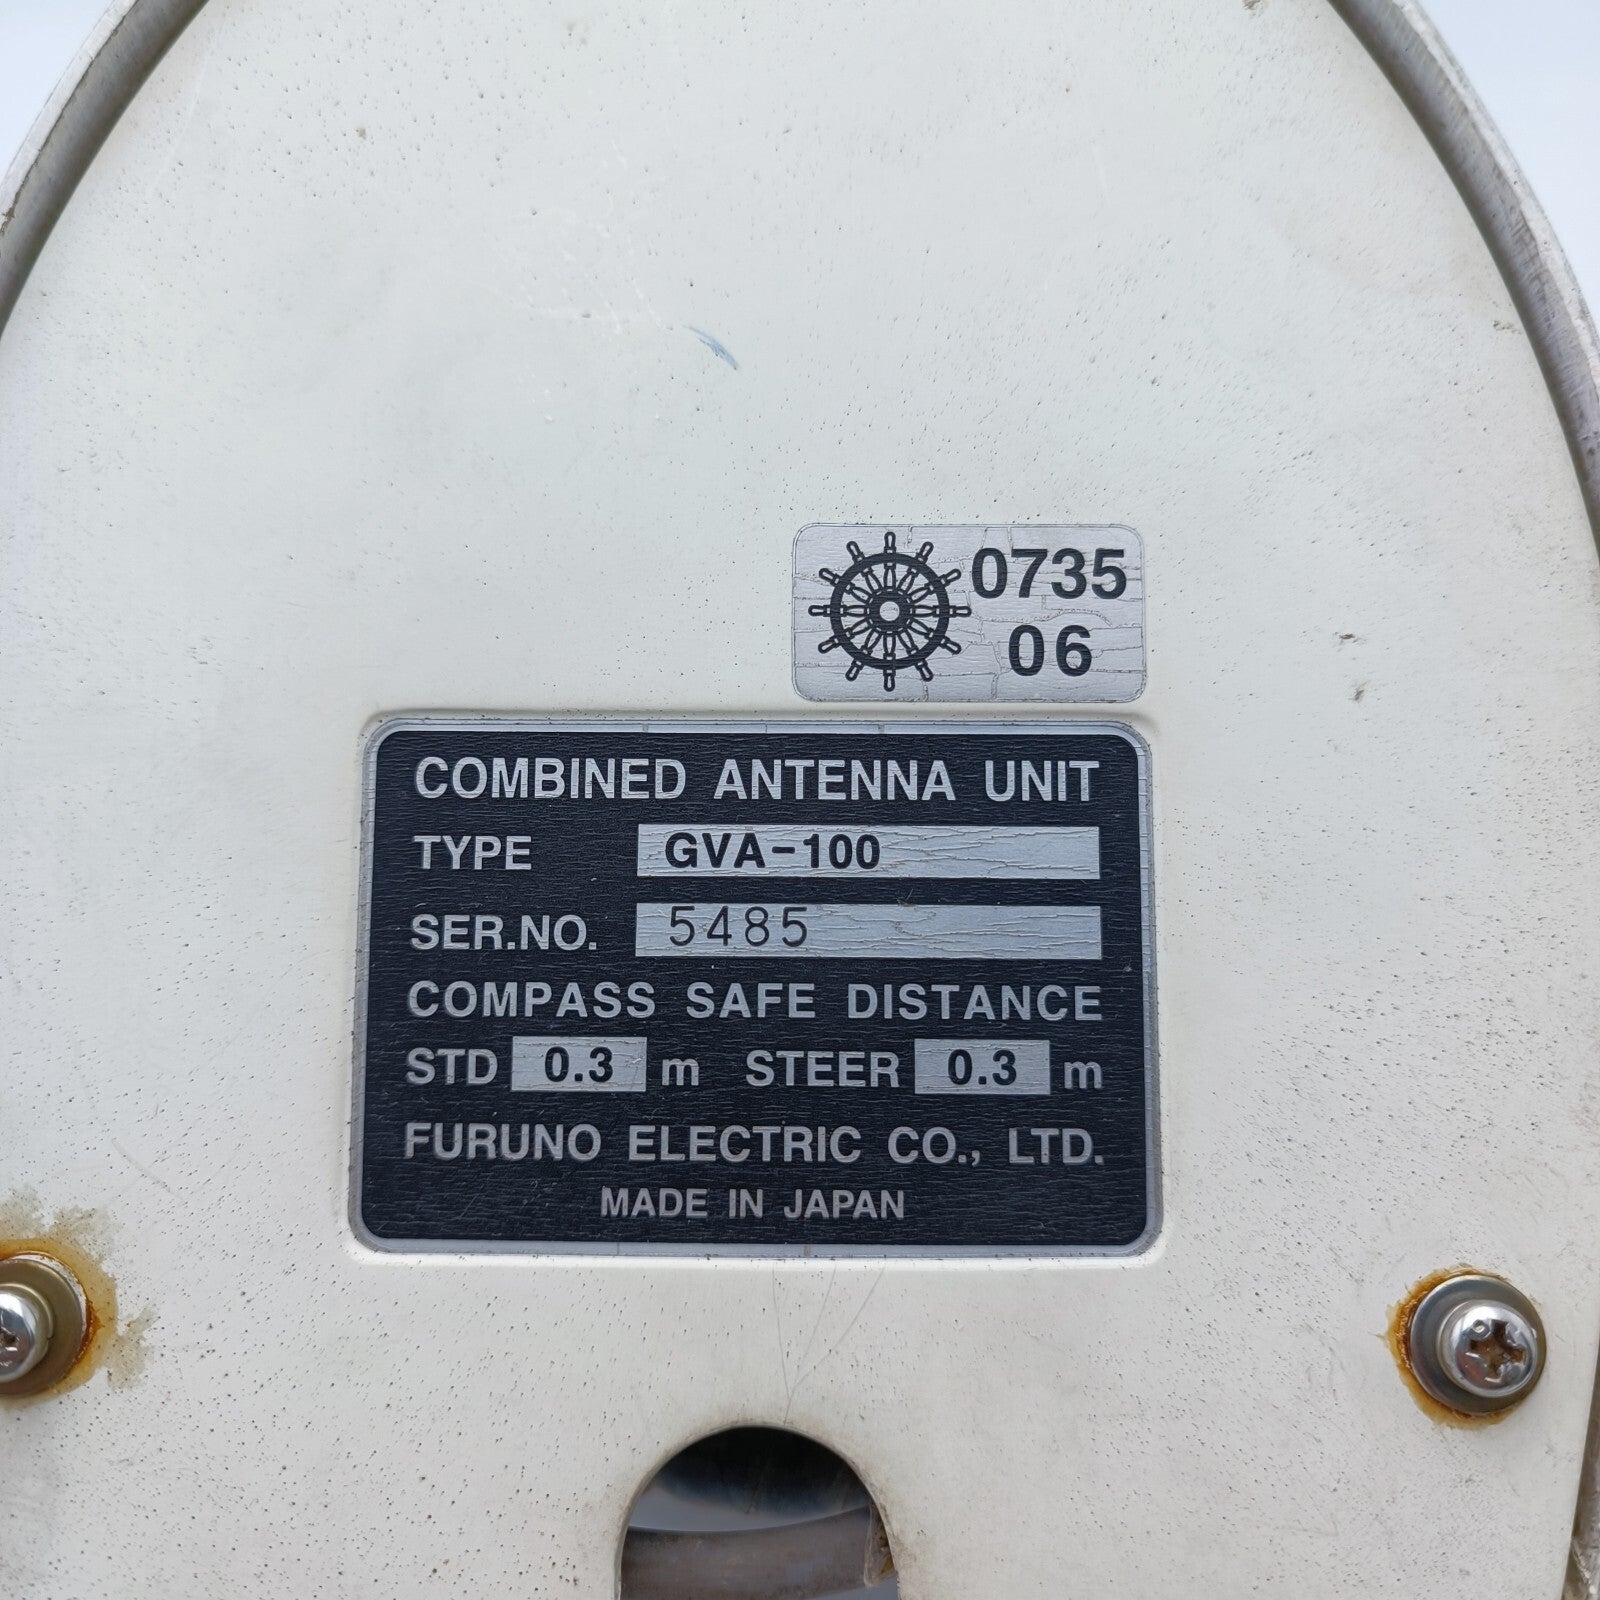 0735
06
COMBINED ANTENNA UNIT
TYPE GVA-100
SER.NO. 5485
COMPASS SAFE DISTANCE
STD 0.3 m STEER 0.3 m
FURUNO ELECTRIC CO., LTD.
MADE IN JAPAN